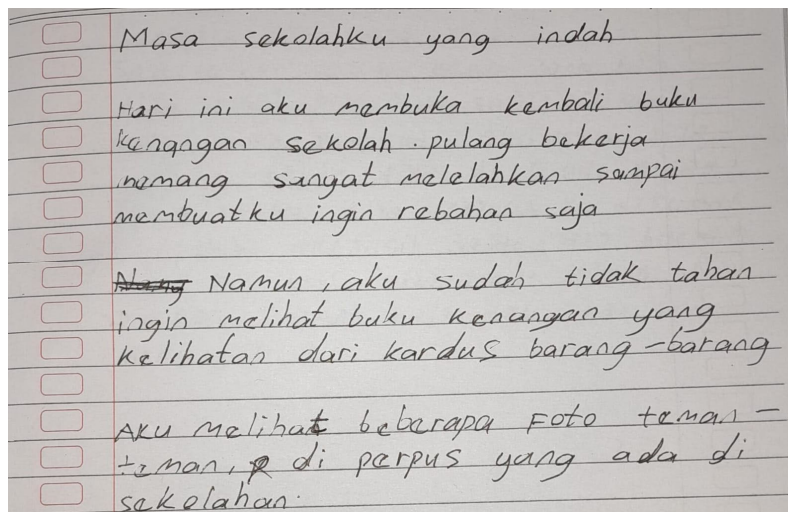 Masa sekolahku yang indah
Hari ini aku membuka kembali buku
kenangan sekolah. pulang bekerja
memang sangat melelahkan sampai
membuatku ingin rebahan saja
Namun, aku sudah tidak tahan
ingin melihat buku kenangan yang
kelihatan dari kardus barang-barang
Aku melihat beberapa Foto teman-
teman, di perpus yang ada di
sekolahan.